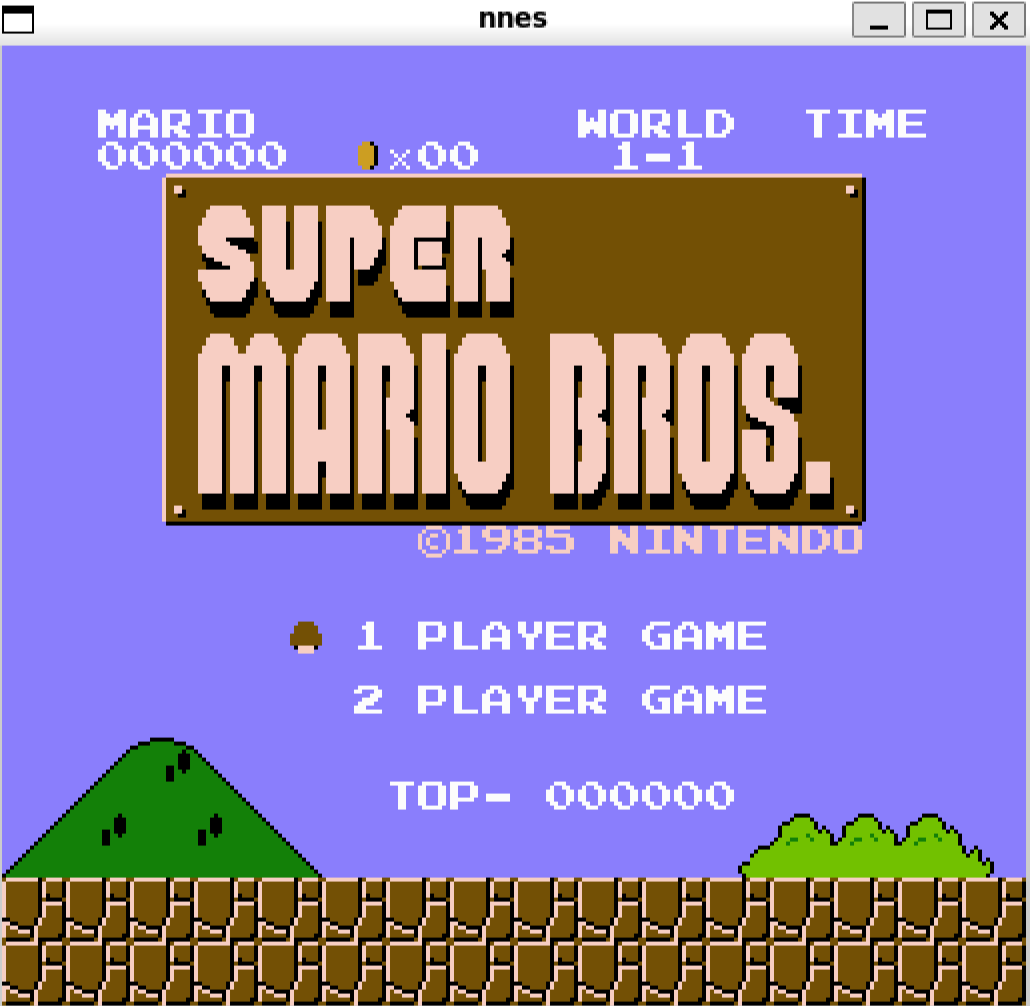 nnes
MARIO WORLD TIME
000000 ×00 1-1
SUPER
MARIO BROS.
©1985 NINTENDO
1 PLAYER GAME
2 PLAYER GAME
TOP- 000000